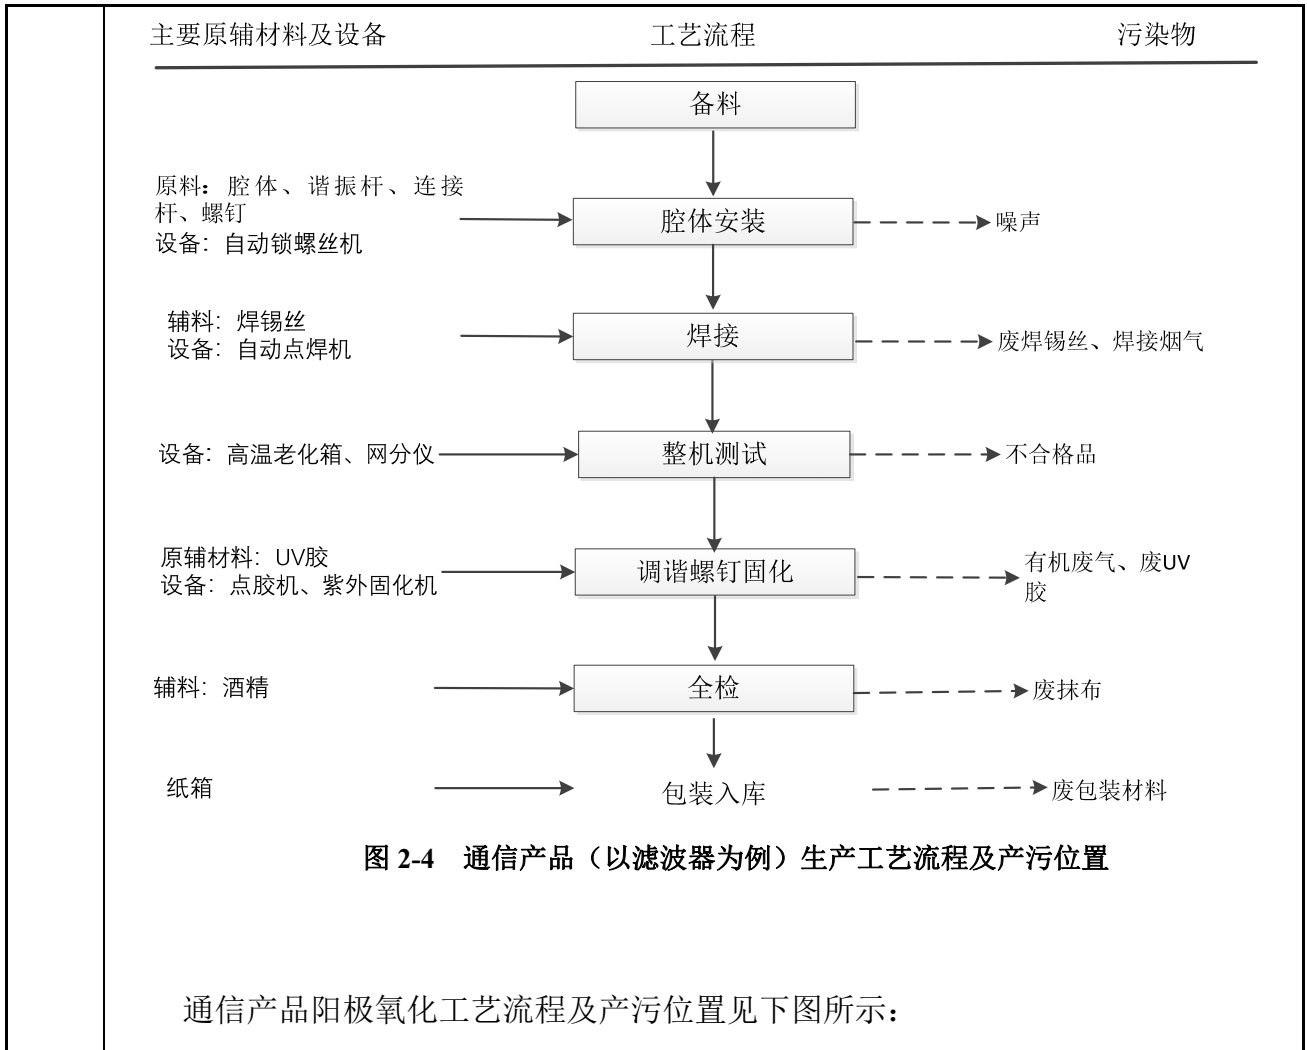 主要原辅材料及设备 工艺流程 污染物
备料
原料：腔体、谐振杆、连接
杆、螺钉
设备：自动锁螺丝机
腔体安装
噪声
辅料：焊锡丝
设备：自动点焊机
焊接
废焊锡丝、焊接烟气
设备：高温老化箱、网分仪
整机测试
不合格品
原辅材料：UV胶
设备：点胶机、紫外固化机
调谐螺钉固化
有机废气、废UV
胶
辅料：酒精
全检
废抹布
纸箱
包装入库
废包装材料
图 2-4 通信产品（以滤波器为例）生产工艺流程及产污位置
通信产品阳极氧化工艺流程及产污位置见下图所示：